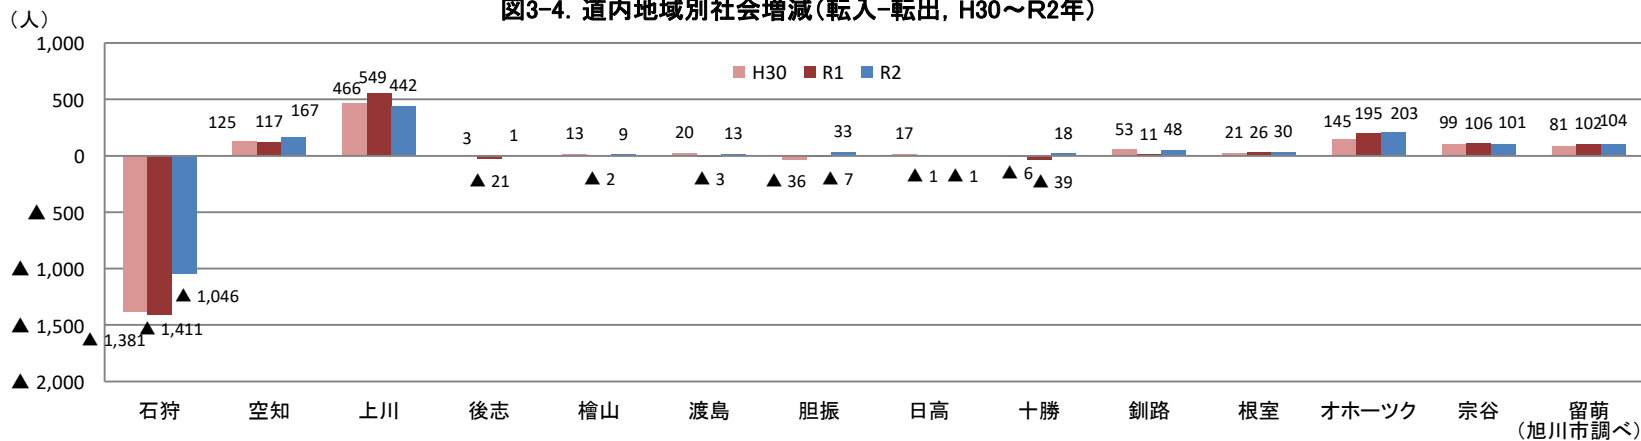 図3-4．道内地域別社会増減（転入-転出，H30～R2年）
（人）
1,000
500
0
▲ 500
▲ 1,000
▲ 1,500
▲ 2,000
H30 R1 R2
▲ 1,381 ▲ 1,411 ▲ 1,046
125 117 167
466 549 442
3 ▲ 21 1
13 ▲ 2 9
20 ▲ 3 13
▲ 36 ▲ 7 33
17 ▲ 1 ▲ 1
▲ 6 ▲ 39 18
53 11 48
21 26 30
145 195 203
99 106 101
81 102 104
石狩 空知 上川 後志 檜山 渡島 胆振 日高 十勝 釧路 根室 オホーツク 宗谷 留萌
（旭川市調べ）